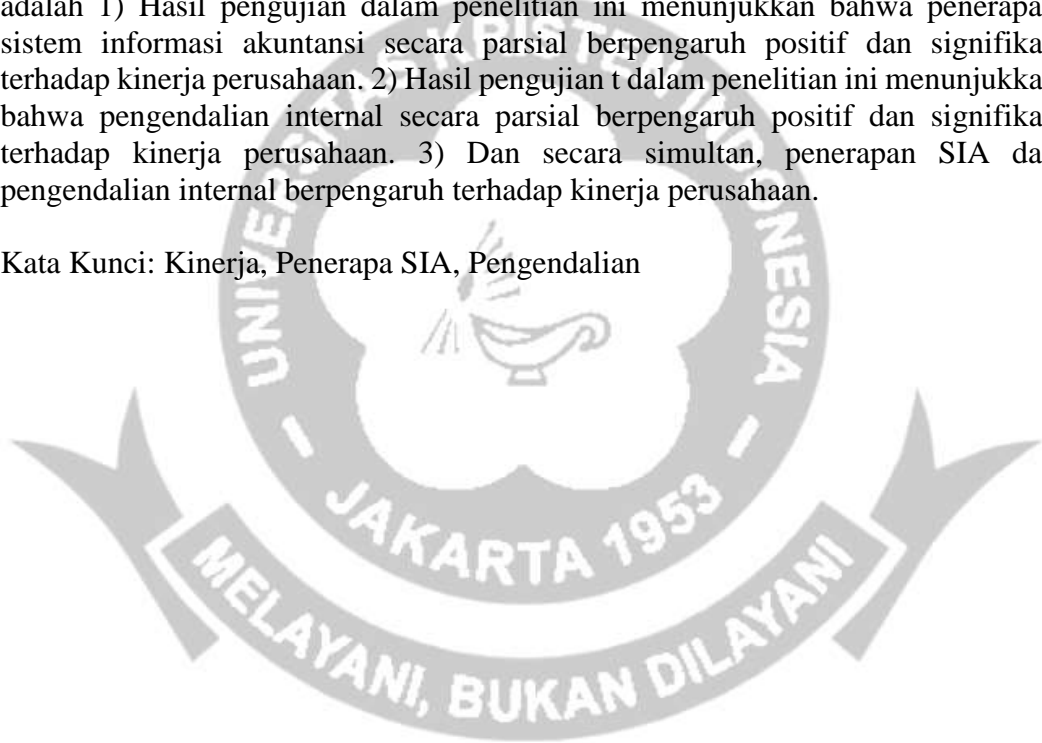 adalah 1) Hasil pengujian dalam penelitian ini menunjukkan bahwa penerapa
sistem informasi akuntansi secara parsial berpengaruh positif dan signifika
terhadap kinerja perusahaan. 2) Hasil pengujian t dalam penelitian ini menunjukka
bahwa pengendalian internal secara parsial berpengaruh positif dan signifika
terhadap kinerja perusahaan. 3) Dan secara simultan, penerapan SIA da
pengendalian internal berpengaruh terhadap kinerja perusahaan.
Kata Kunci: Kinerja, Penerapa SIA, Pengendalian
UNIVERSITAS KRISTEN INDONESIA
- JAKARTA 1953 -
MELAYANI, BUKAN DILAYANI